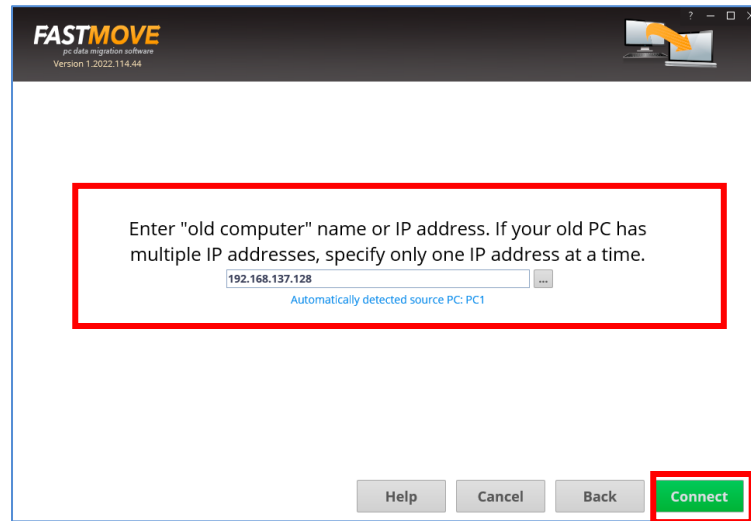 FASTMOVE
pc data migration software
Version 1.2022.114.44
? – □ ×
Enter "old computer" name or IP address. If your old PC has
multiple IP addresses, specify only one IP address at a time.
192.168.137.128 ...
Automatically detected source PC: PC1
Help Cancel Back Connect